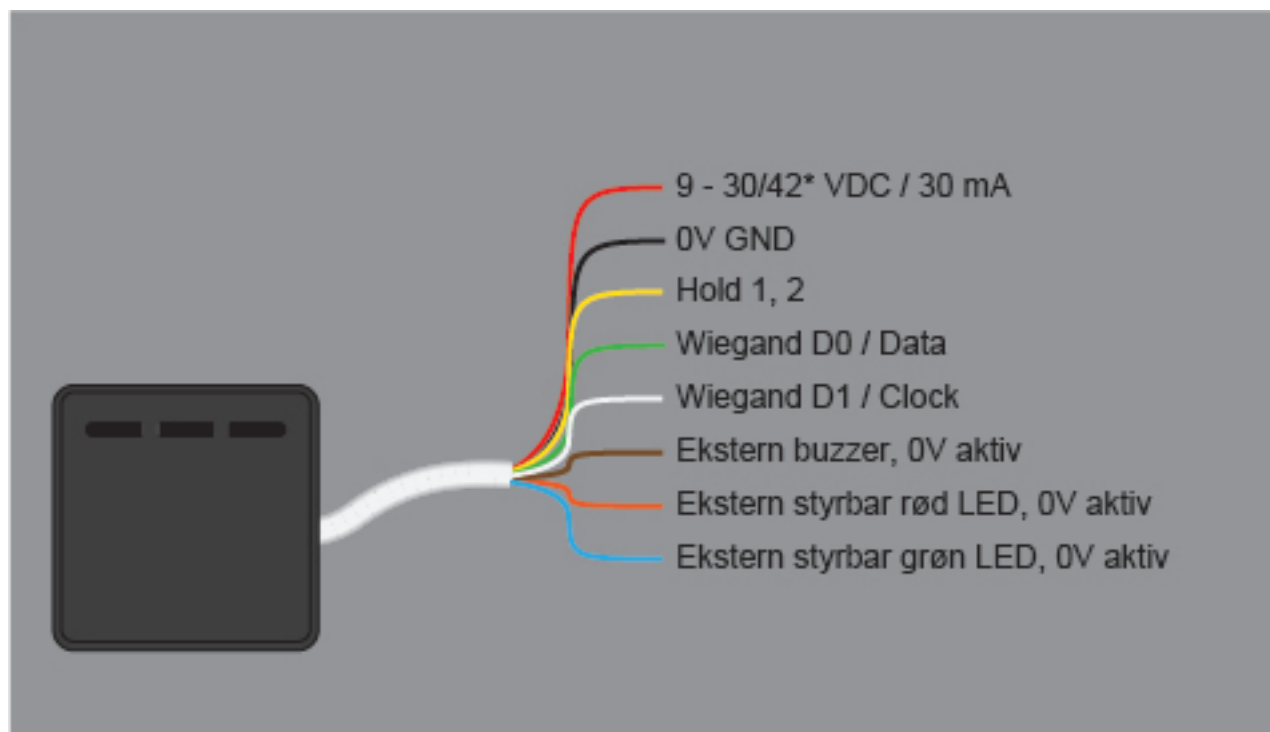 9 - 30/42* VDC / 30 mA
0V GND
Hold 1, 2
Wiegand D0 / Data
Wiegand D1 / Clock
Ekstern buzzer, 0V aktiv
Ekstern styrbar rød LED, 0V aktiv
Ekstern styrbar grøn LED, 0V aktiv